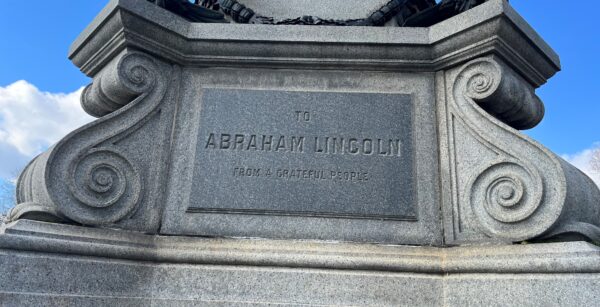 TO
ABRAHAM LINCOLN
FROM A GRATEFUL PEOPLE